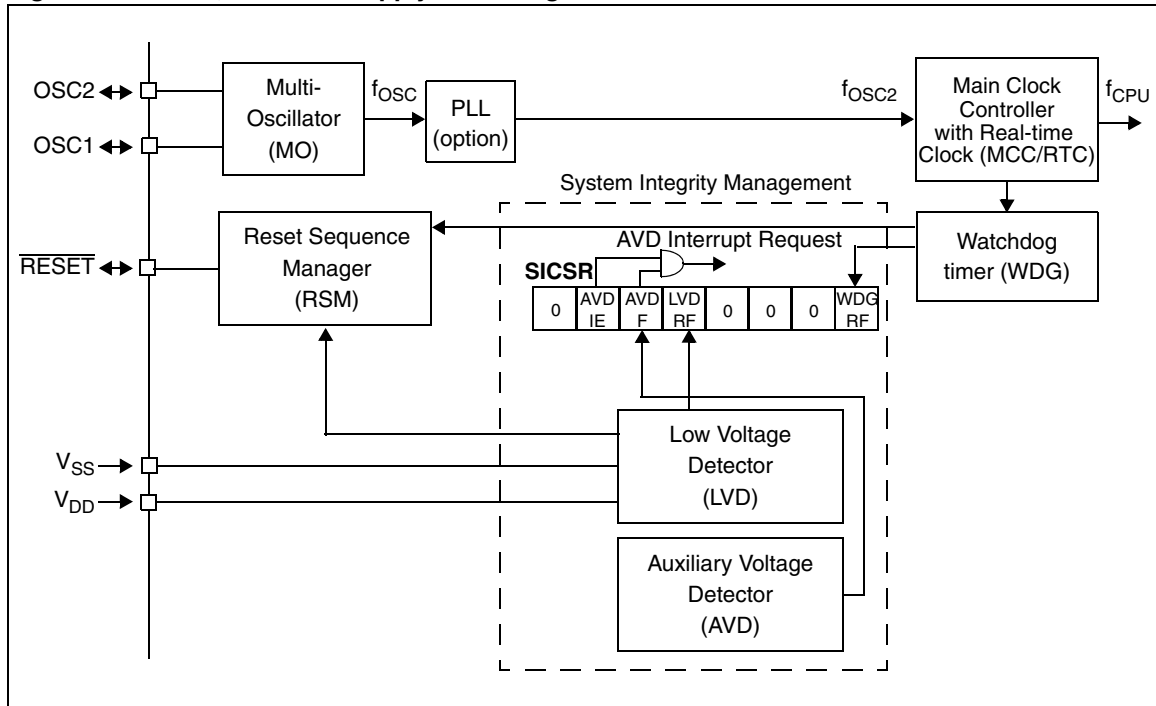 OSC2
OSC1
Multi-
Oscillator
(MO)
fOSC
PLL
(option)
fOSC2
Main Clock
Controller
with Real-time
Clock (MCC/RTC)
fCPU
System Integrity Management
RESET
Reset Sequence
Manager
(RSM)
AVD Interrupt Request
Watchdog
timer (WDG)
SICSR
0
AVD
IE
AVD
F
LVD
RF
0
0
0
WDG
RF
VSS
VDD
Low Voltage
Detector
(LVD)
Auxiliary Voltage
Detector
(AVD)